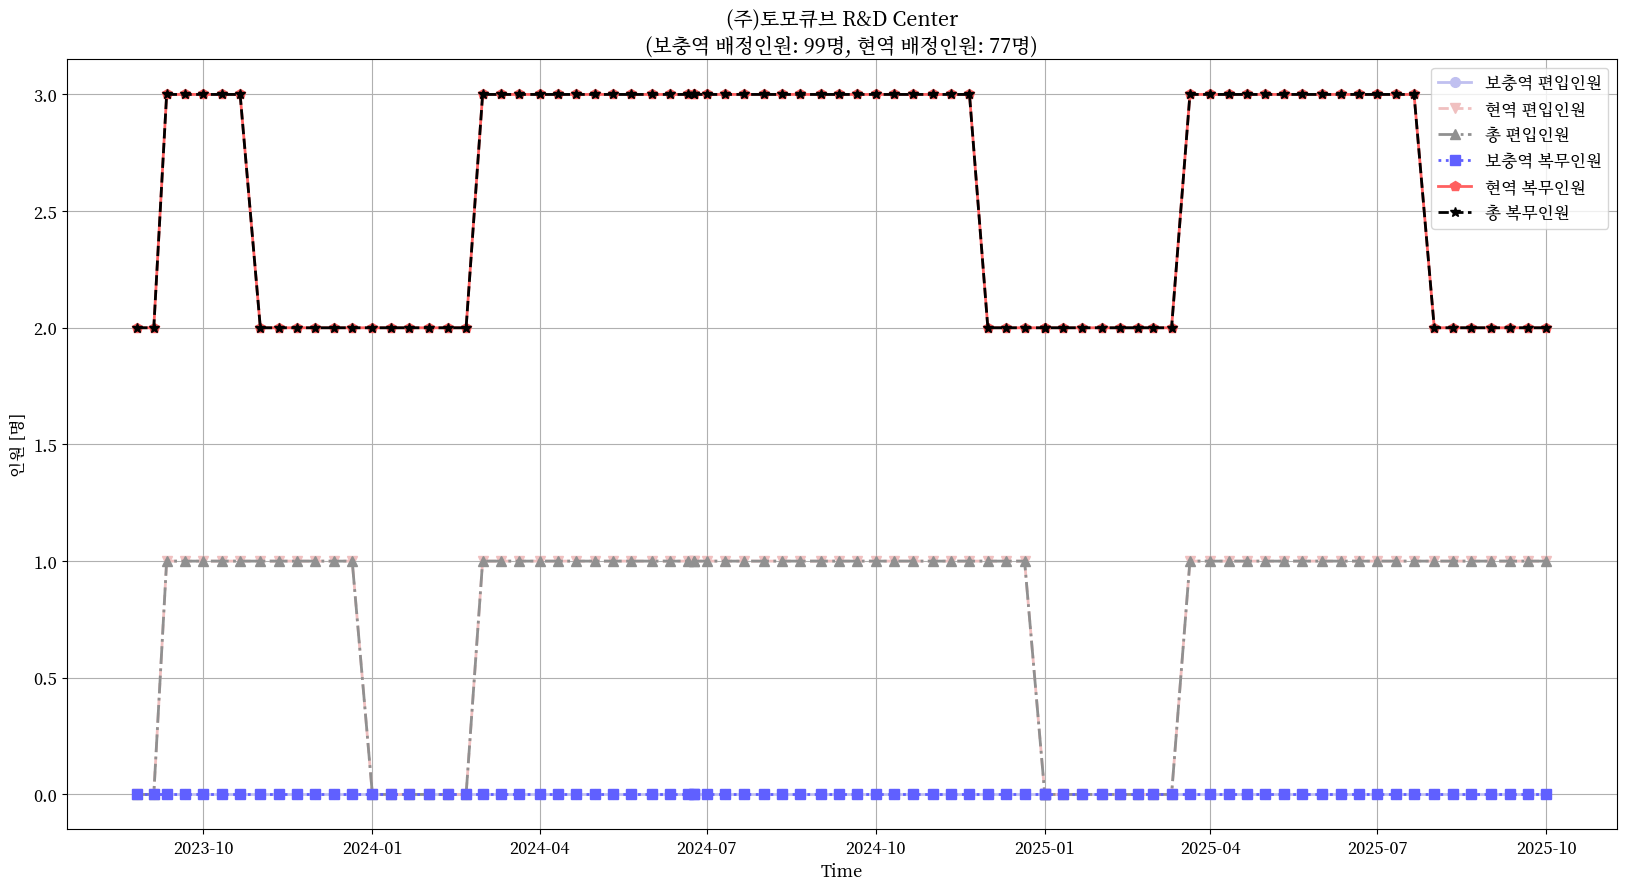 (주)토모큐브 R&D Center
(보충역 배정인원: 99명, 현역 배정인원: 77명)
보충역 편입인원
현역 편입인원
총 편입인원
보충역 복무인원
현역 복무인원
총 복무인원
인원 [명]
3.0
2.5
2.0
1.5
1.0
0.5
0.0
2023-10
2024-01
2024-04
2024-07
2024-10
2025-01
2025-04
2025-07
2025-10
Time